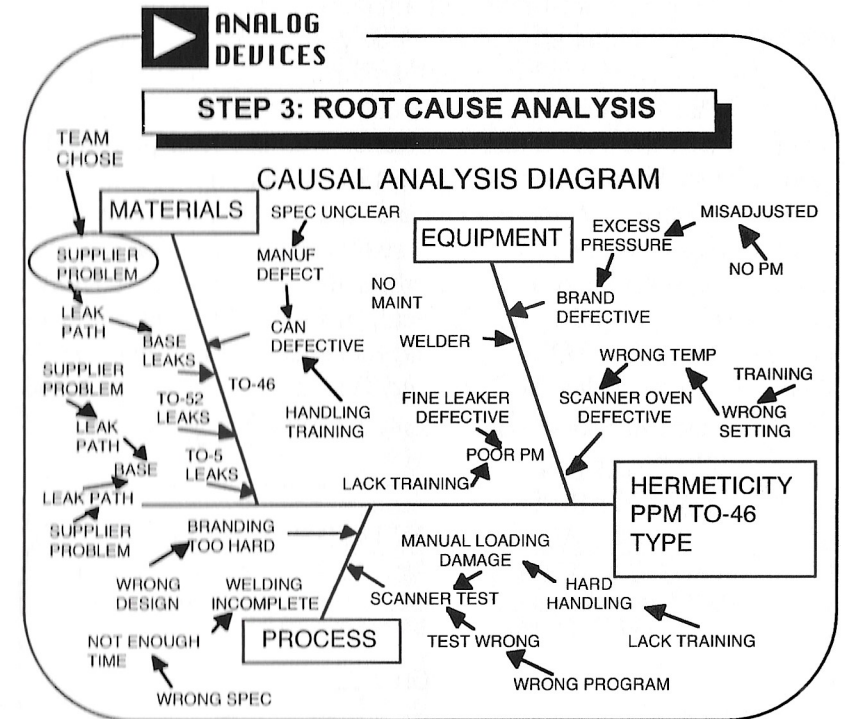 ANALOG
DEVICES
STEP 3: ROOT CAUSE ANALYSIS
TEAM
CHOSE
CAUSAL ANALYSIS DIAGRAM
MATERIALS
SPEC UNCLEAR
EQUIPMENT
EXCESS
PRESSURE
MISADJUSTED
NO PM
SUPPLIER
PROBLEM
MANUF
DEFECT
NO
MAINT
BRAND
DEFECTIVE
LEAK
PATH
BASE
LEAKS
CAN
DEFECTIVE
WELDER
WRONG TEMP
TRAINING
SUPPLIER
PROBLEM
TO-46
TO-52
LEAKS
HANDLING
TRAINING
FINE LEAKER
DEFECTIVE
SCANNER OVEN
DEFECTIVE
WRONG
SETTING
LEAK
PATH
BASE
TO-5
LEAKS
POOR PM
LACK TRAINING
LEAK PATH
SUPPLIER
PROBLEM
HERMETICITY
PPM TO-46
TYPE
BRANDING
TOO HARD
MANUAL LOADING
DAMAGE
WRONG
DESIGN
WELDING
INCOMPLETE
SCANNER TEST
HARD
HANDLING
NOT ENOUGH
TIME
PROCESS
TEST WRONG
LACK TRAINING
WRONG SPEC
WRONG PROGRAM